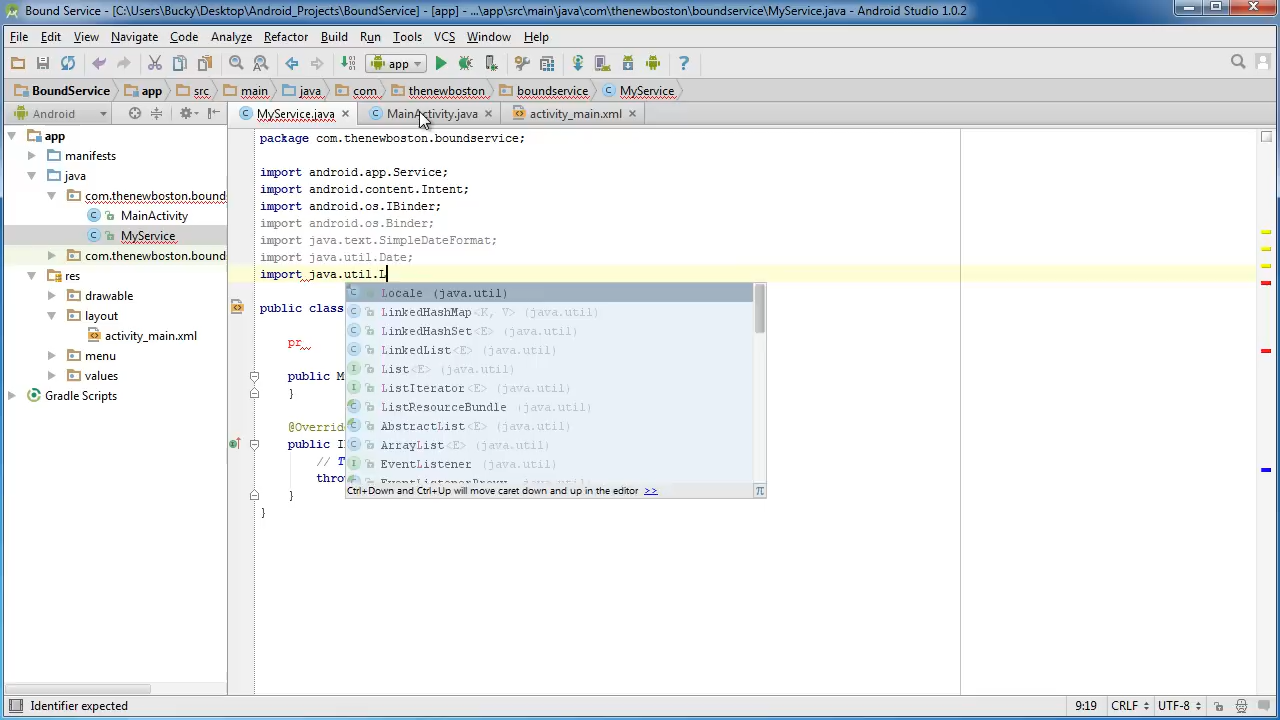 Bound Service - [C:\Users\Bucky\Desktop\Android_Projects\BoundService] - [app] - ...\app\src\main\java\com\thenewboston\boundservice\MyService.java - Android Studio 1.0.2
File Edit View Navigate Code Analyze Refactor Build Run Tools VCS Window Help
app
BoundService app src main java com thenewboston boundservice MyService
Android MyService.java MainActivity.java activity_main.xml
app
manifests
java
com.thenewboston.bound
MainActivity
MyService
com.thenewboston.bound
res
drawable
layout
activity_main.xml
menu
values
Gradle Scripts
package com.thenewboston.boundservice;
import android.app.Service;
import android.content.Intent;
import android.os.IBinder;
import android.os.Binder;
import java.text.SimpleDateFormat;
import java.util.Date;
import java.util.L
public class
pr
public M
}
@Overrid
public I
// T
thro
}
}
Locale (java.util)
LinkedHashMap<K, V> (java.util)
LinkedHashSet<E> (java.util)
LinkedList<E> (java.util)
List<E> (java.util)
ListIterator<E> (java.util)
ListResourceBundle (java.util)
AbstractList<E> (java.util)
ArrayList<E> (java.util)
EventListener (java.util)
EventListenerProxy (java.util)
Ctrl+Down and Ctrl+Up will move caret down and up in the editor >>
π
Identifier expected 9:19 CRLF UTF-8